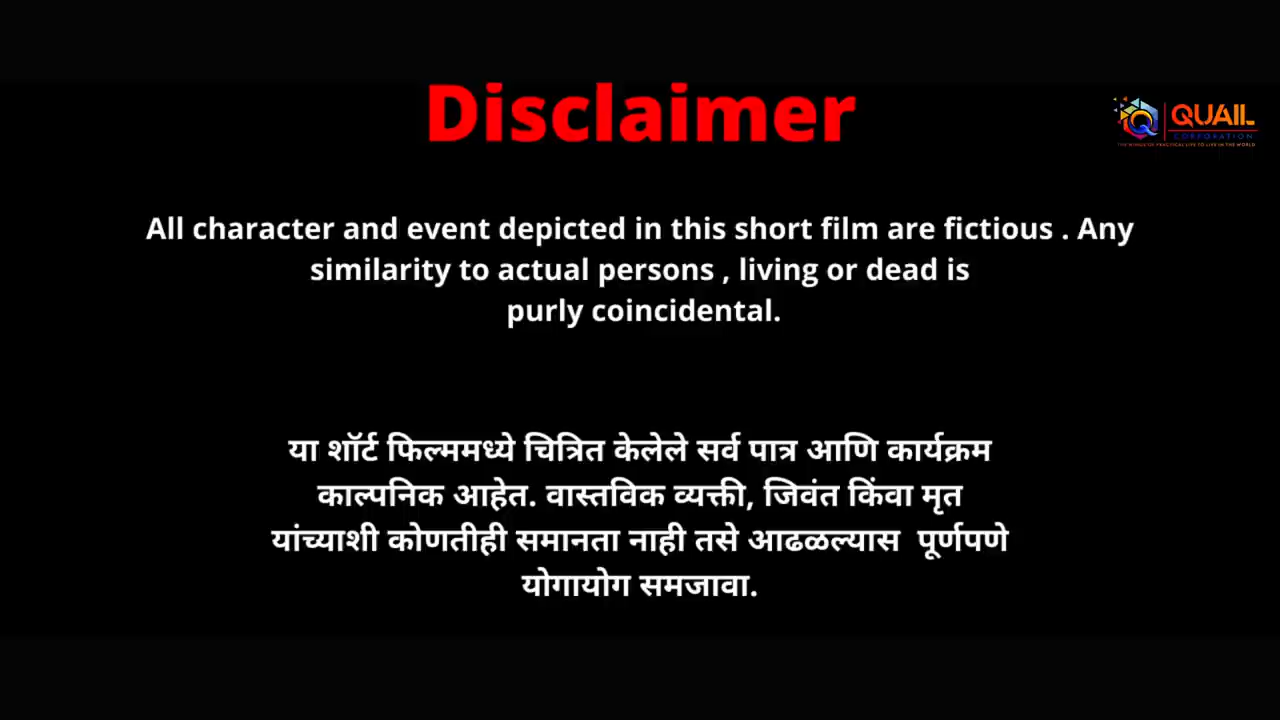 Disclaimer
QUAIL
CORPORATION
All character and event depicted in this short film are fictious . Any
similarity to actual persons , living or dead is
purly coincidental.
या शॉर्ट फिल्ममध्ये चित्रित केलेले सर्व पात्र आणि कार्यक्रम
काल्पनिक आहेत. वास्तविक व्यक्ती, जिवंत किंवा मृत
यांच्याशी कोणतीही समानता नाही तसे आढळल्यास पूर्णपणे
योगायोग समजावा.